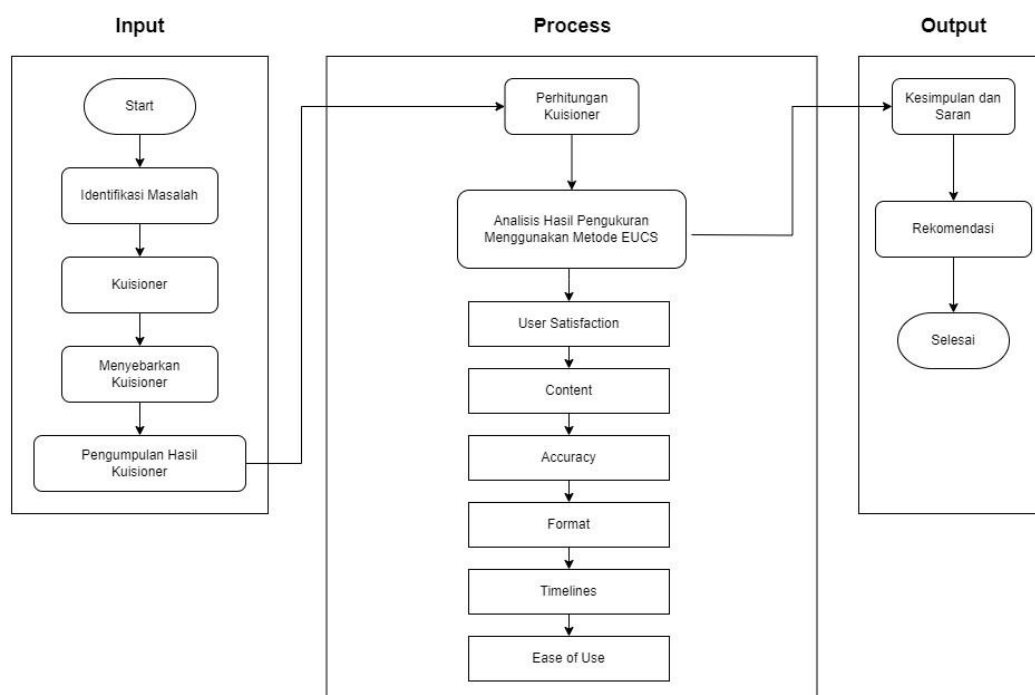 Input
Start
Identifikasi Masalah
Kuisioner
Menyebarkan
Kuisioner
Pengumpulan Hasil
Kuisioner
Process
Perhitungan
Kuisioner
Analisis Hasil Pengukuran
Menggunakan Metode EUCS
User Satisfaction
Content
Accuracy
Format
Timelines
Ease of Use
Output
Kesimpulan dan
Saran
Rekomendasi
Selesai